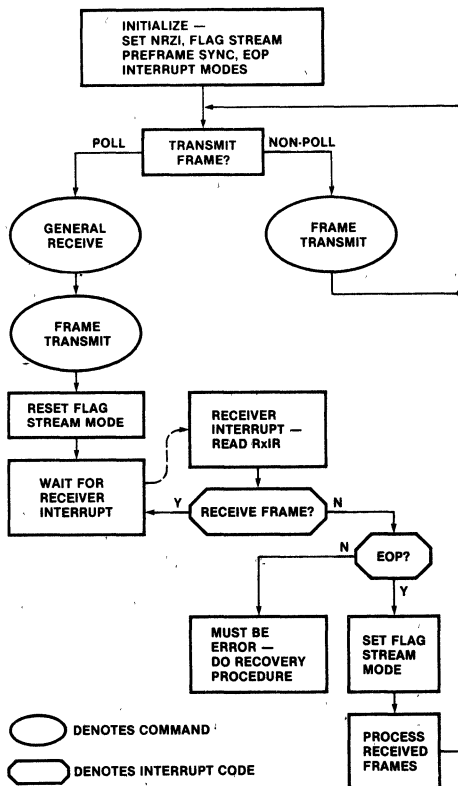 INITIALIZE —
SET NRZI, FLAG STREAM
PREFRAME SYNC, EOP
INTERRUPT MODES
POLL
TRANSMIT
FRAME?
NON-POLL
GENERAL
RECEIVE
FRAME
TRANSMIT
FRAME
TRANSMIT
RESET FLAG
STREAM MODE
RECEIVER
INTERRUPT —
READ RxIR
WAIT FOR
RECEIVER
INTERRUPT
Y
RECEIVE FRAME?
N
N
EOP?
Y
MUST BE
ERROR —
DO RECOVERY
PROCEDURE
SET FLAG
STREAM
MODE
DENOTES COMMAND
DENOTES INTERRUPT CODE
PROCESS
RECEIVED
FRAMES